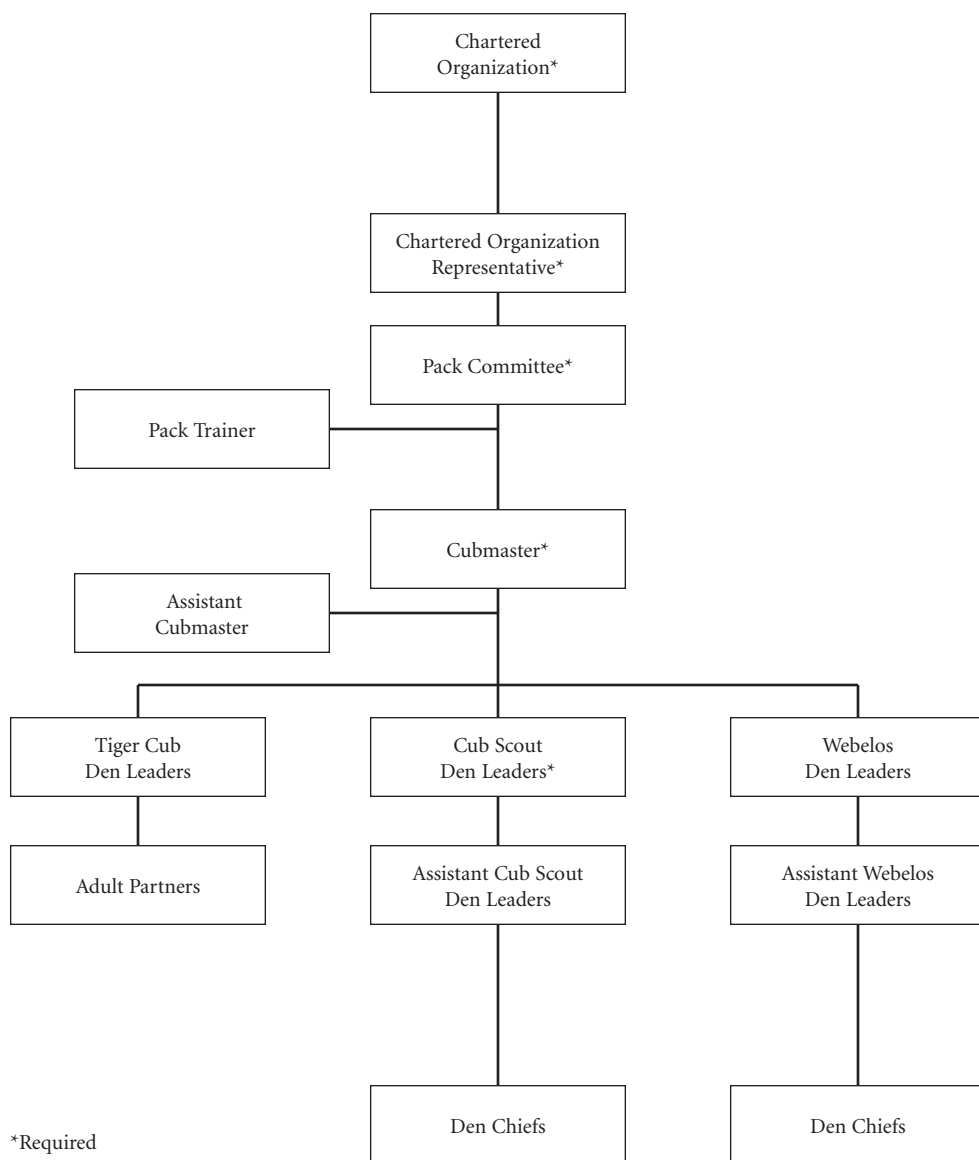 Chartered
Organization*
Chartered Organization
Representative*
Pack Committee*
Pack Trainer
Cubmaster*
Assistant
Cubmaster
Tiger Cub
Den Leaders
Cub Scout
Den Leaders*
Webelos
Den Leaders
Adult Partners
Assistant Cub Scout
Den Leaders
Assistant Webelos
Den Leaders
Den Chiefs
Den Chiefs
*Required